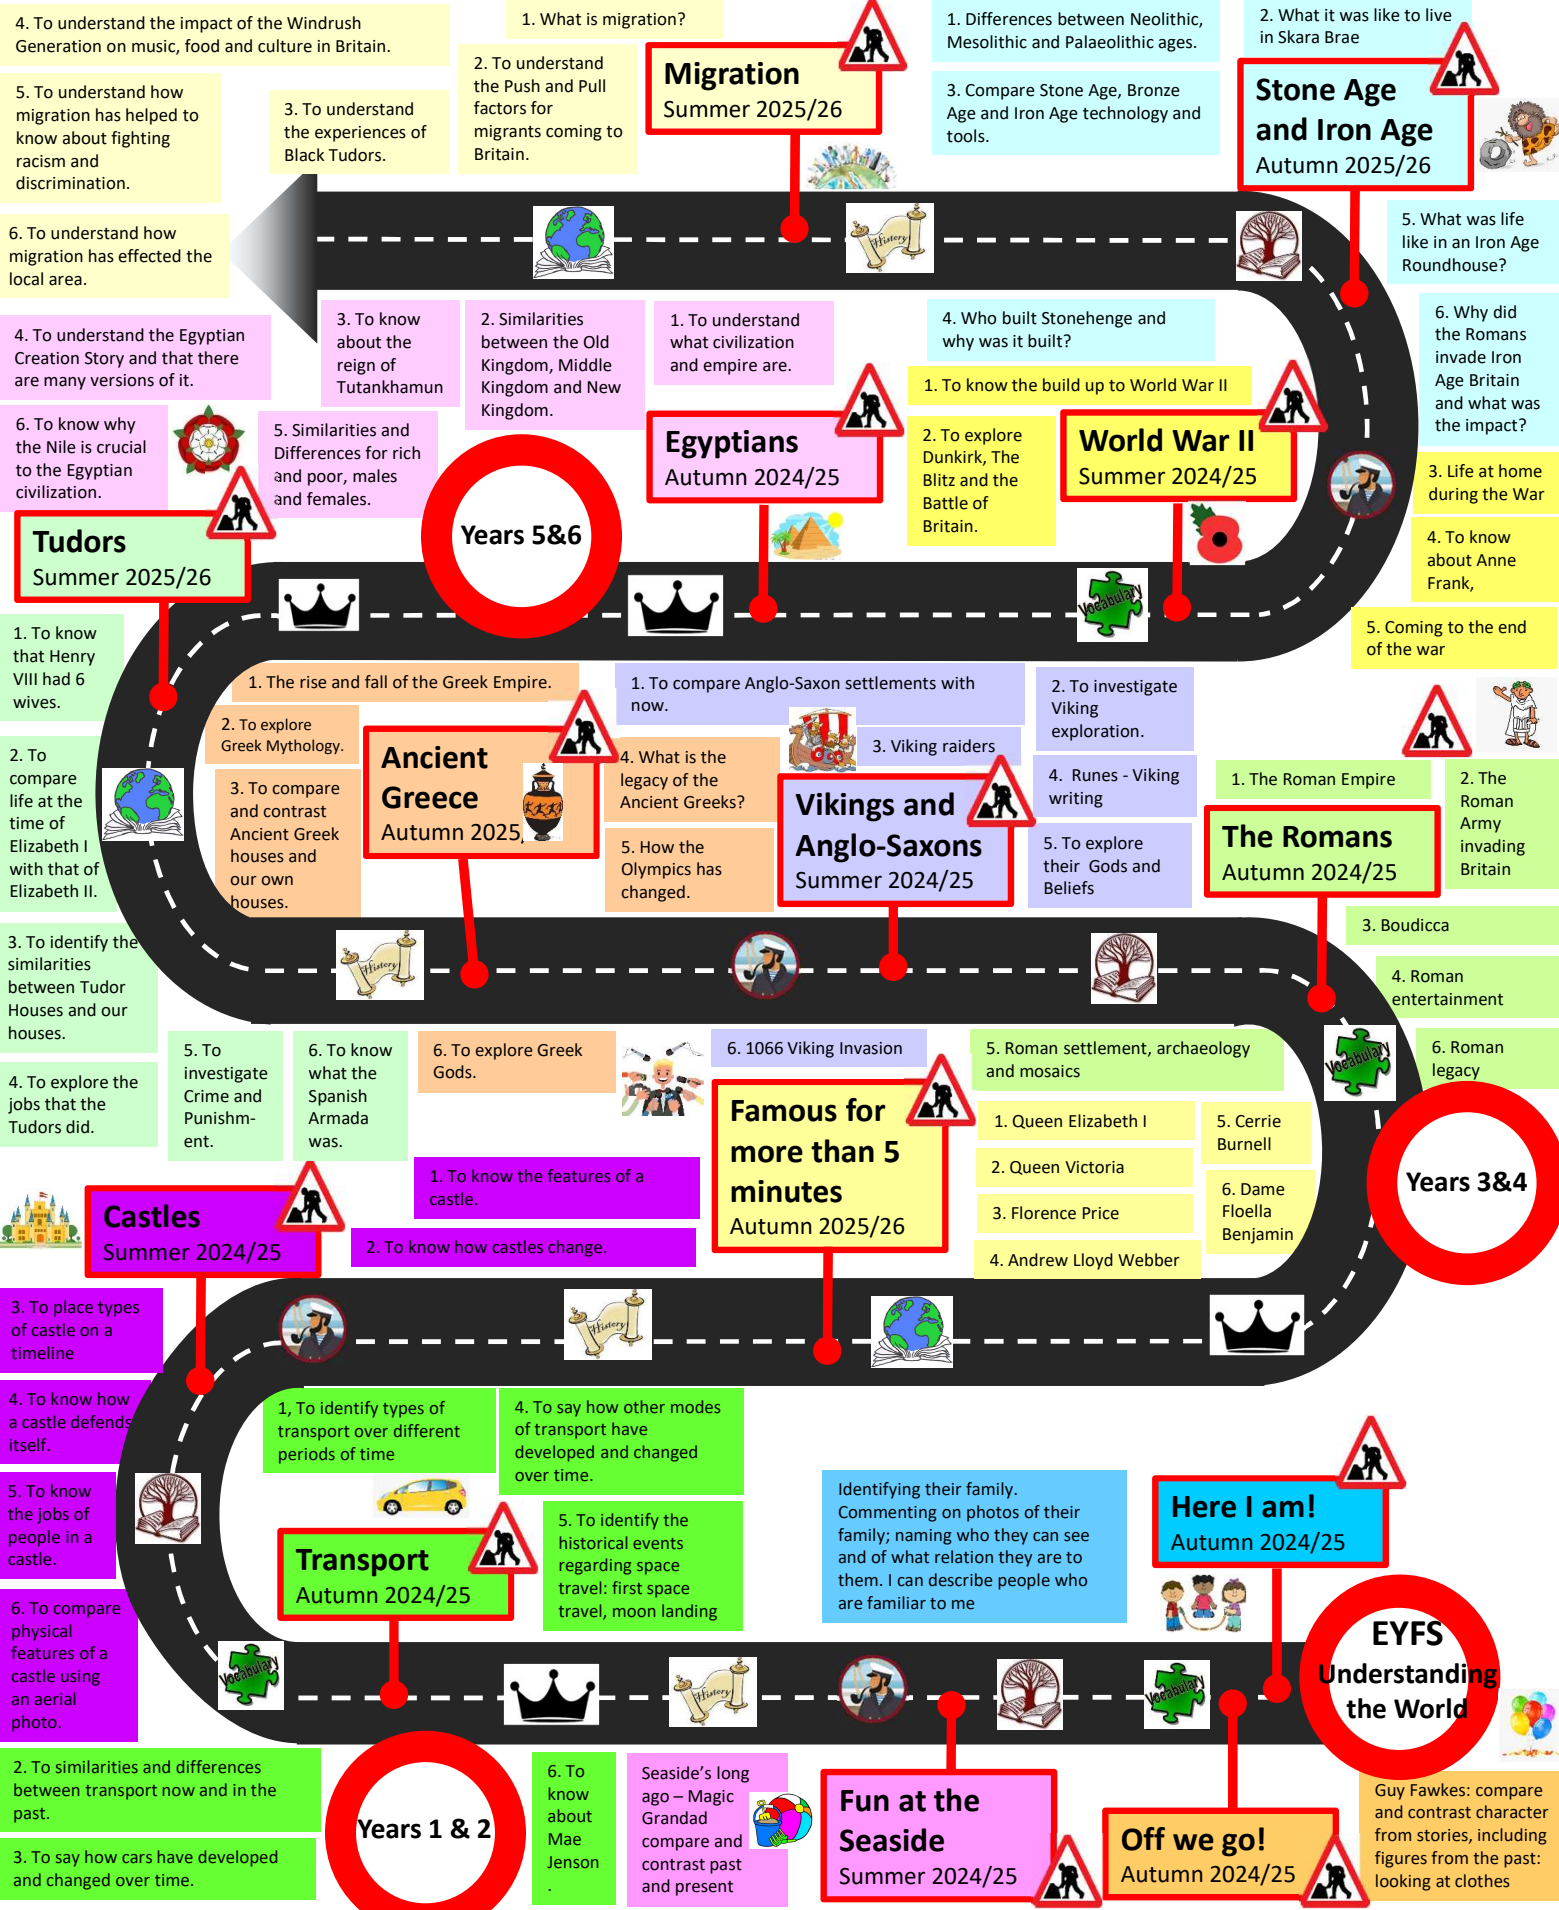 4. To understand the impact of the Windrush
Generation on music, food and culture in Britain.
1. What is migration?
1. Differences between Neolithic,
Mesolithic and Palaeolithic ages.
2. What it was like to live
in Skara Brae
5. To understand how
migration has helped to
know about fighting
racism and
discrimination.
3. To understand
the experiences of
Black Tudors.
2. To understand
the Push and Pull
factors for
migrants coming to
Britain.
Migration
Summer 2025/26
3. Compare Stone Age, Bronze
Age and Iron Age technology and
tools.
Stone Age
and Iron Age
Autumn 2025/26
6. To understand how
migration has effected the
local area.
History
5. What was life
like in an Iron Age
Roundhouse?
4. To understand the Egyptian
Creation Story and that there
are many versions of it.
3. To know
about the
reign of
Tutankhamun
2. Similarities
between the Old
Kingdom, Middle
Kingdom and New
Kingdom.
1. To understand
what civilization
and empire are.
4. Who built Stonehenge and
why was it built?
6. Why did
the Romans
invade Iron
Age Britain
and what was
the impact?
1. To know the build up to World War II
6. To know why
the Nile is crucial
to the Egyptian
civilization.
5. Similarities and
Differences for rich
and poor, males
and females.
Years 5&6
Egyptians
Autumn 2024/25
2. To explore
Dunkirk, The
Blitz and the
Battle of
Britain.
World War II
Summer 2024/25
3. Life at home
during the War
4. To know
about Anne
Frank,
Tudors
Summer 2025/26
Vocabulary
5. Coming to the end
of the war
1. To know
that Henry
VIII had 6
wives.
1. The rise and fall of the Greek Empire.
1. To compare Anglo-Saxon settlements with
now.
2. To investigate
Viking
exploration.
2. To explore
Greek Mythology.
Ancient
Greece
Autumn 2025/
4. What is the
legacy of the
Ancient Greeks?
3. Viking raiders
4.  Runes - Viking
writing
1. The Roman Empire
2. The
Roman
Army
invading
Britain
2. To
compare
life at the
time of
Elizabeth I
with that of
Elizabeth II.
3. To compare
and contrast
Ancient Greek
houses and
our own
houses.
5. How the
Olympics has
changed.
Vikings and
Anglo-Saxons
Summer 2024/25
5. To explore
their  Gods and
Beliefs
The Romans
Autumn 2024/25
3. Boudicca
3. To identify the
similarities
between Tudor
Houses and our
houses.
History
4. Roman
entertainment
4. To explore the
jobs that the
Tudors did.
5. To
investigate
Crime and
Punishm-
ent.
6. To know
what the
Spanish
Armada
was.
6. To explore Greek
Gods.
6. 1066 Viking Invasion
5. Roman settlement, archaeology
and mosaics
Vocabulary
6. Roman
legacy
Famous for
more than 5
minutes
Autumn 2025/26
1. Queen Elizabeth I
2. Queen Victoria
3. Florence Price
4. Andrew Lloyd Webber
5. Cerrie
Burnell
6. Dame
Floella
Benjamin
Years 3&4
Castles
Summer 2024/25
1. To know the features of a
castle.
2. To know how castles change.
3. To place types
of castle on a
timeline
History
4. To know how
a castle defends
itself.
1, To identify types of
transport over different
periods of time
4. To say how other modes
of transport have
developed and changed
over time.
5. To know
the jobs of
people in a
castle.
Transport
Autumn 2024/25
5. To identify the
historical events
regarding space
travel: first space
travel, moon landing
Identifying their family.
Commenting on photos of their
family; naming who they can see
and of what relation they are to
them. I can describe people who
are familiar to me
Here I am!
Autumn 2024/25
6. To compare
physical
features of a
castle using
an aerial
photo.
Vocabulary
History
Vocabulary
EYFS
Understanding
the World
2. To similarities and differences
between transport now and in the
past.
3. To say how cars have developed
and changed over time.
Years 1 & 2
6. To
know
about
Mae
Jenson
.
Seaside’s long
ago – Magic
Grandad
compare and
contrast past
and present
Fun at the
Seaside
Summer 2024/25
Off we go!
Autumn 2024/25
Guy Fawkes: compare
and contrast character
from stories, including
figures from the past:
looking at clothes